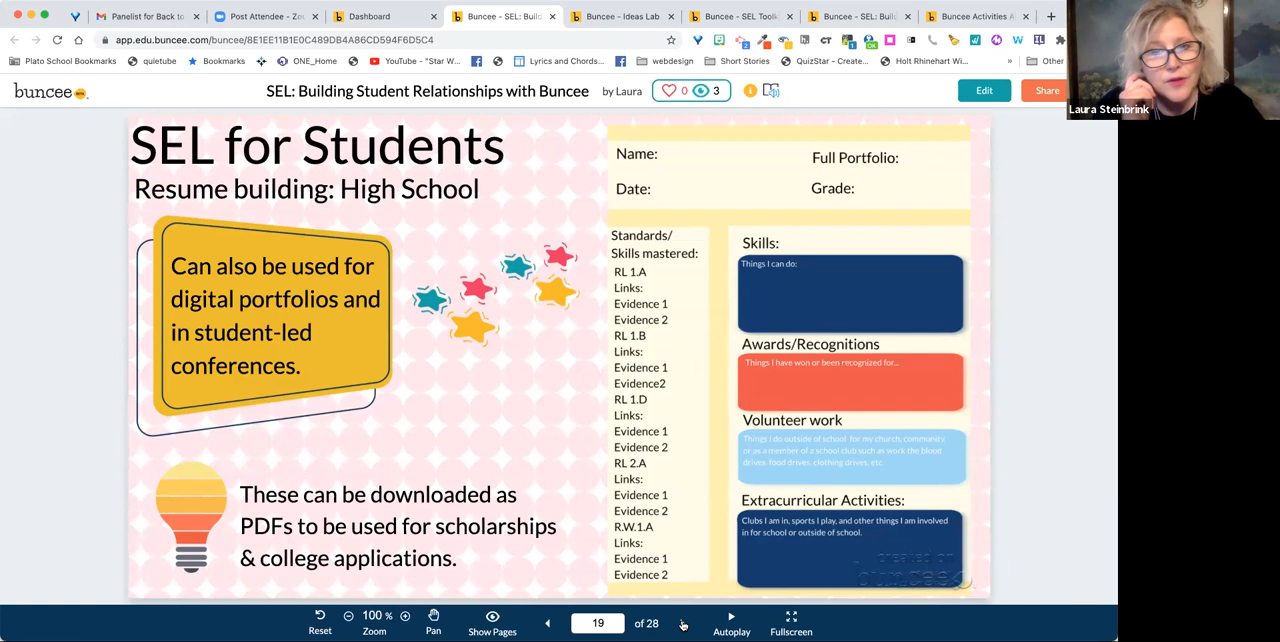 Panelist for Back to
Post Attendee - Zo
Dashboard
Buncee - SEL: Build
Buncee - Ideas Lab
Buncee - SEL Toolk
Buncee - SEL: Buil
Buncee Activities A
app.edu.buncee.com/buncee/8E1EE11B1E0C489DB4A86CD594F6D5C4
Plato School Bookmarks
quietube
Bookmarks
ONE_Home
YouTube - "Star W...
Lyrics and Chords...
webdesign
Short Stories
QuizStar - Create...
Holt Rhinehart Wi...
»
Other
buncee
SEL: Building Student Relationships with Buncee
by Laura
0
3
Edit
Share
Laura Steinbrink
SEL for Students
Resume building: High School
Can also be used for
digital portfolios and
in student-led
conferences.
These can be downloaded as
PDFs to be used for scholarships
& college applications.
Name:
Full Portfolio:
Date:
Grade:
Standards/
Skills mastered:
RL 1.A
Links:
Evidence 1
Evidence 2
RL 1.B
Links:
Evidence 1
Evidence2
RL 1.D
Links:
Evidence 1
Evidence 2
RL 2.A
Links:
Evidence 1
Evidence 2
R.W.1.A
Links:
Evidence 1
Evidence 2
Skills:
Things I can do:
Awards/Recognitions
Things I have won or been recognized for...
Volunteer work
Things I do outside of school for my church, community,
or as a member of a school club such as work the blood
drives, food drives, clothing drives, etc.
Extracurricular Activities:
Clubs I am in, sports I play, and other things I am involved
in for school or outside of school.
created on
buncee
Reset
100 %
Zoom
Pan
Show Pages
19
of 28
Autoplay
Fullscreen